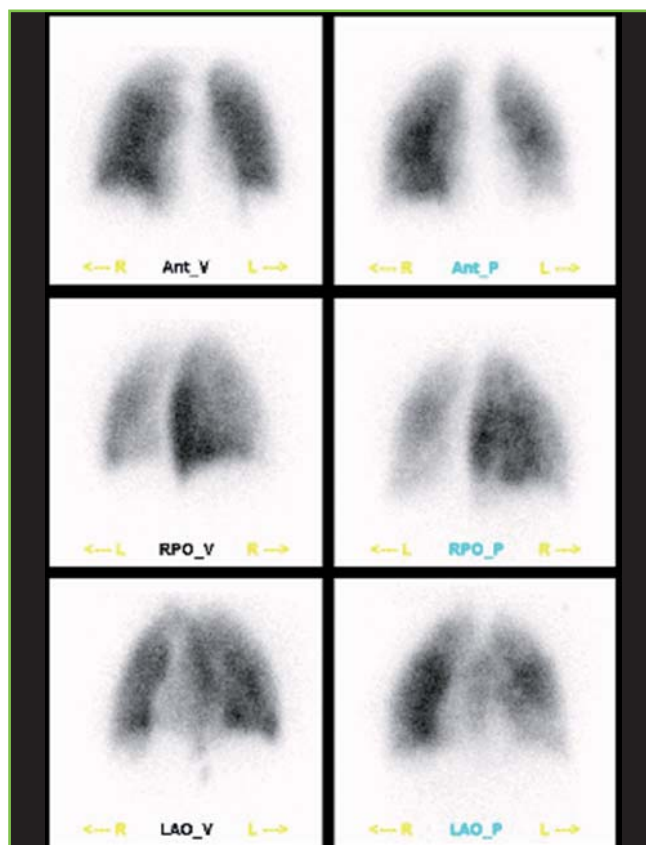 <--- R Ant_V L --->
<--- R Ant_P L --->
<--- L RPO_V R --->
<--- L RPO_P R --->
<--- R LAO_V L --->
<--- R LAO_P L --->